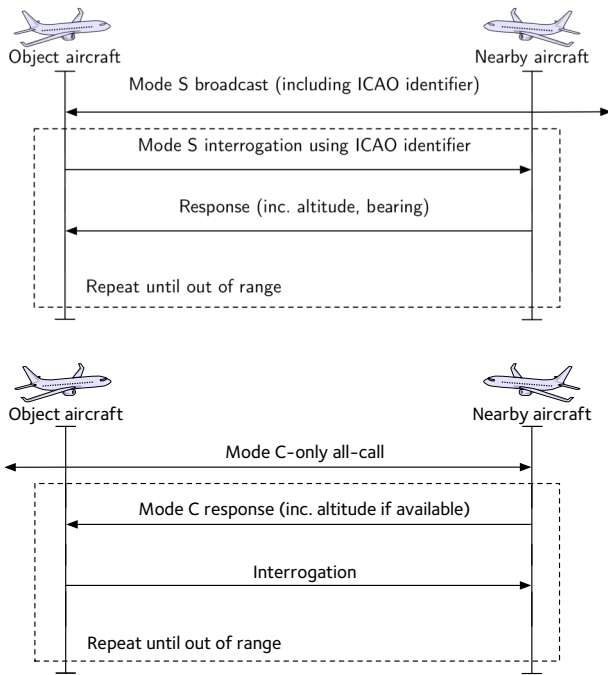 Object aircraft
Nearby aircraft
Mode S broadcast (including ICAO identifier)
Mode S interrogation using ICAO identifier
Response (inc. altitude, bearing)
Repeat until out of range
Object aircraft
Nearby aircraft
Mode C-only all-call
Mode C response (inc. altitude if available)
Interrogation
Repeat until out of range